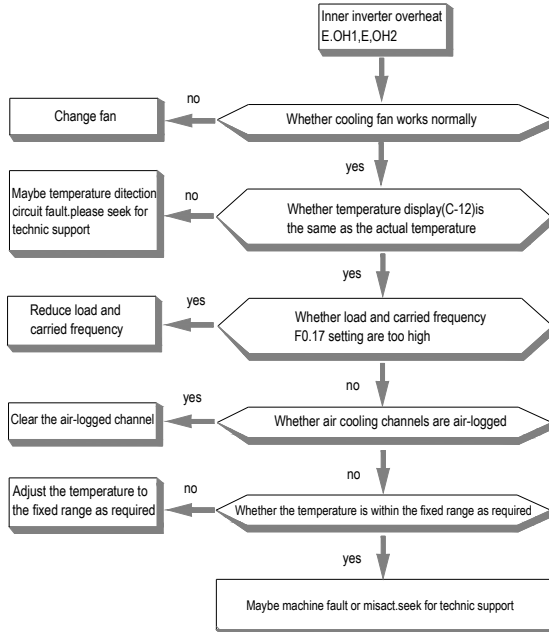 Inner inverter overheat
E.OH1,E,OH2
no
Change fan
Whether cooling fan works normally
yes
Maybe temperature ditection
circuit fault.please seek for
technic support
no
Whether temperature display(C-12)is
the same as the actual temperature
yes
Reduce load and
carried frequency
yes
Whether load and carried frequency
F0.17 setting are too high
no
Clear the air-logged channel
yes
Whether air cooling channels are air-logged
no
Adjust the temperature to
the fixed range as required
no
Whether the temperature is within the fixed range as required
yes
Maybe machine fault or misact.seek for technic support